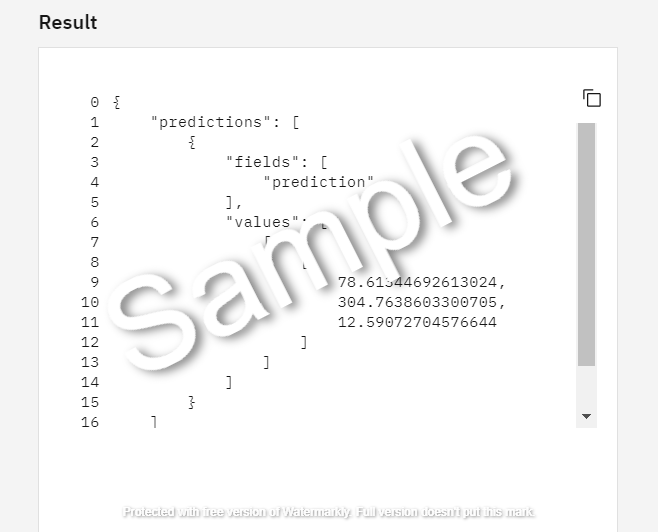 Result
0 {
1 "predictions": [
2 {
3 "fields": [
4 "prediction"
5 ],
6 "values": [
7 [
8 [
9 78.61344692613024,
10 304.7638603300705,
11 12.59072704576644
12 ]
13 ]
14 ]
15 }
16 ]
Sample
Protected with free version of Watermarkly. Full version doesn't put this mark.